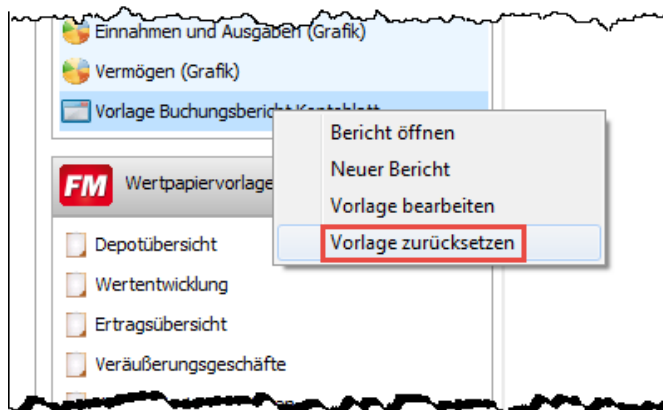 Einnahmen und Ausgaben (Grafik)
Vermögen (Grafik)
Vorlage Buchungsbericht Kontoblatt
Bericht öffnen
Neuer Bericht
Vorlage bearbeiten
Vorlage zurücksetzen
FM Wertpapiervorlage
Depotübersicht
Wertentwicklung
Ertragsübersicht
Veräußerungsgeschäfte